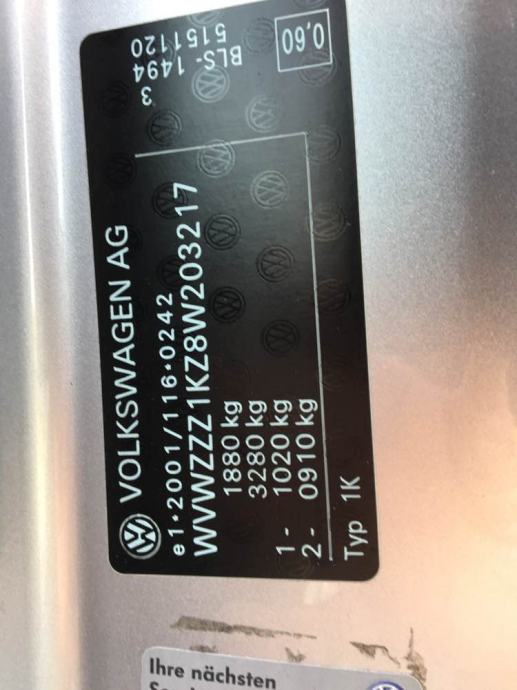 VOLKSWAGEN AG
e1*2001/116*0242
WVWZZZ1KZ8W203217
1880 kg
3280 kg
1- 1020 kg
2- 0910 kg
Typ 1K
3
BLS- 1494
5151120
0,60
Ihre nächsten